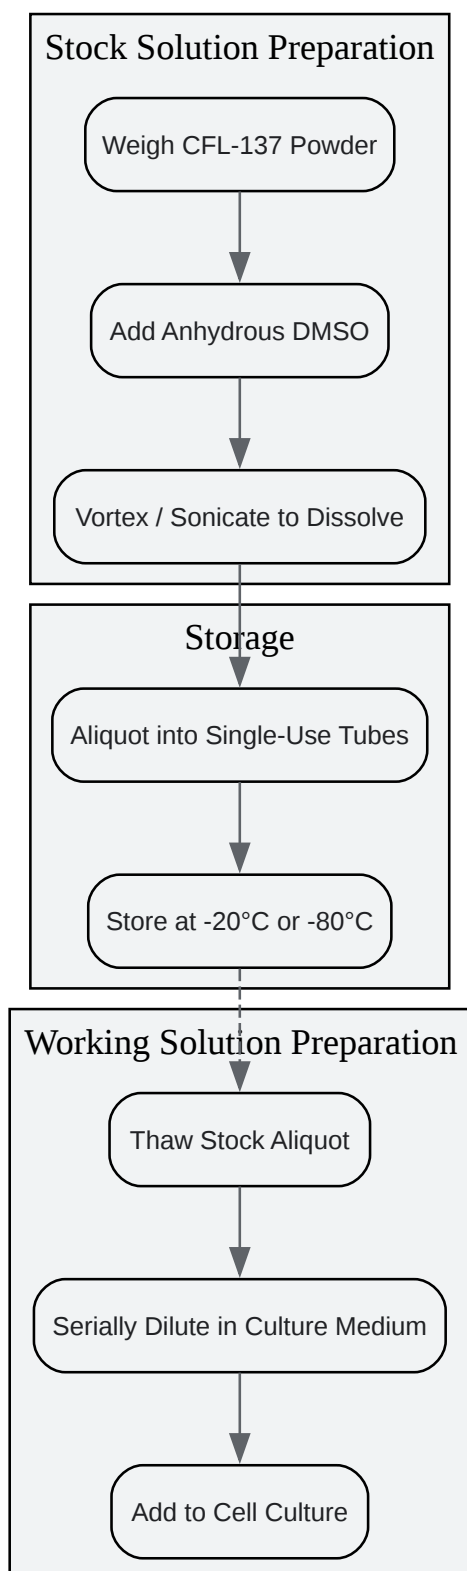 Stock Solution Preparation
Weigh CFL-137 Powder
Add Anhydrous DMSO
Vortex / Sonicate to Dissolve
Storage
Aliquot into Single-Use Tubes
Store at -20°C or -80°C
Working Solution Preparation
Thaw Stock Aliquot
Serially Dilute in Culture Medium
Add to Cell Culture